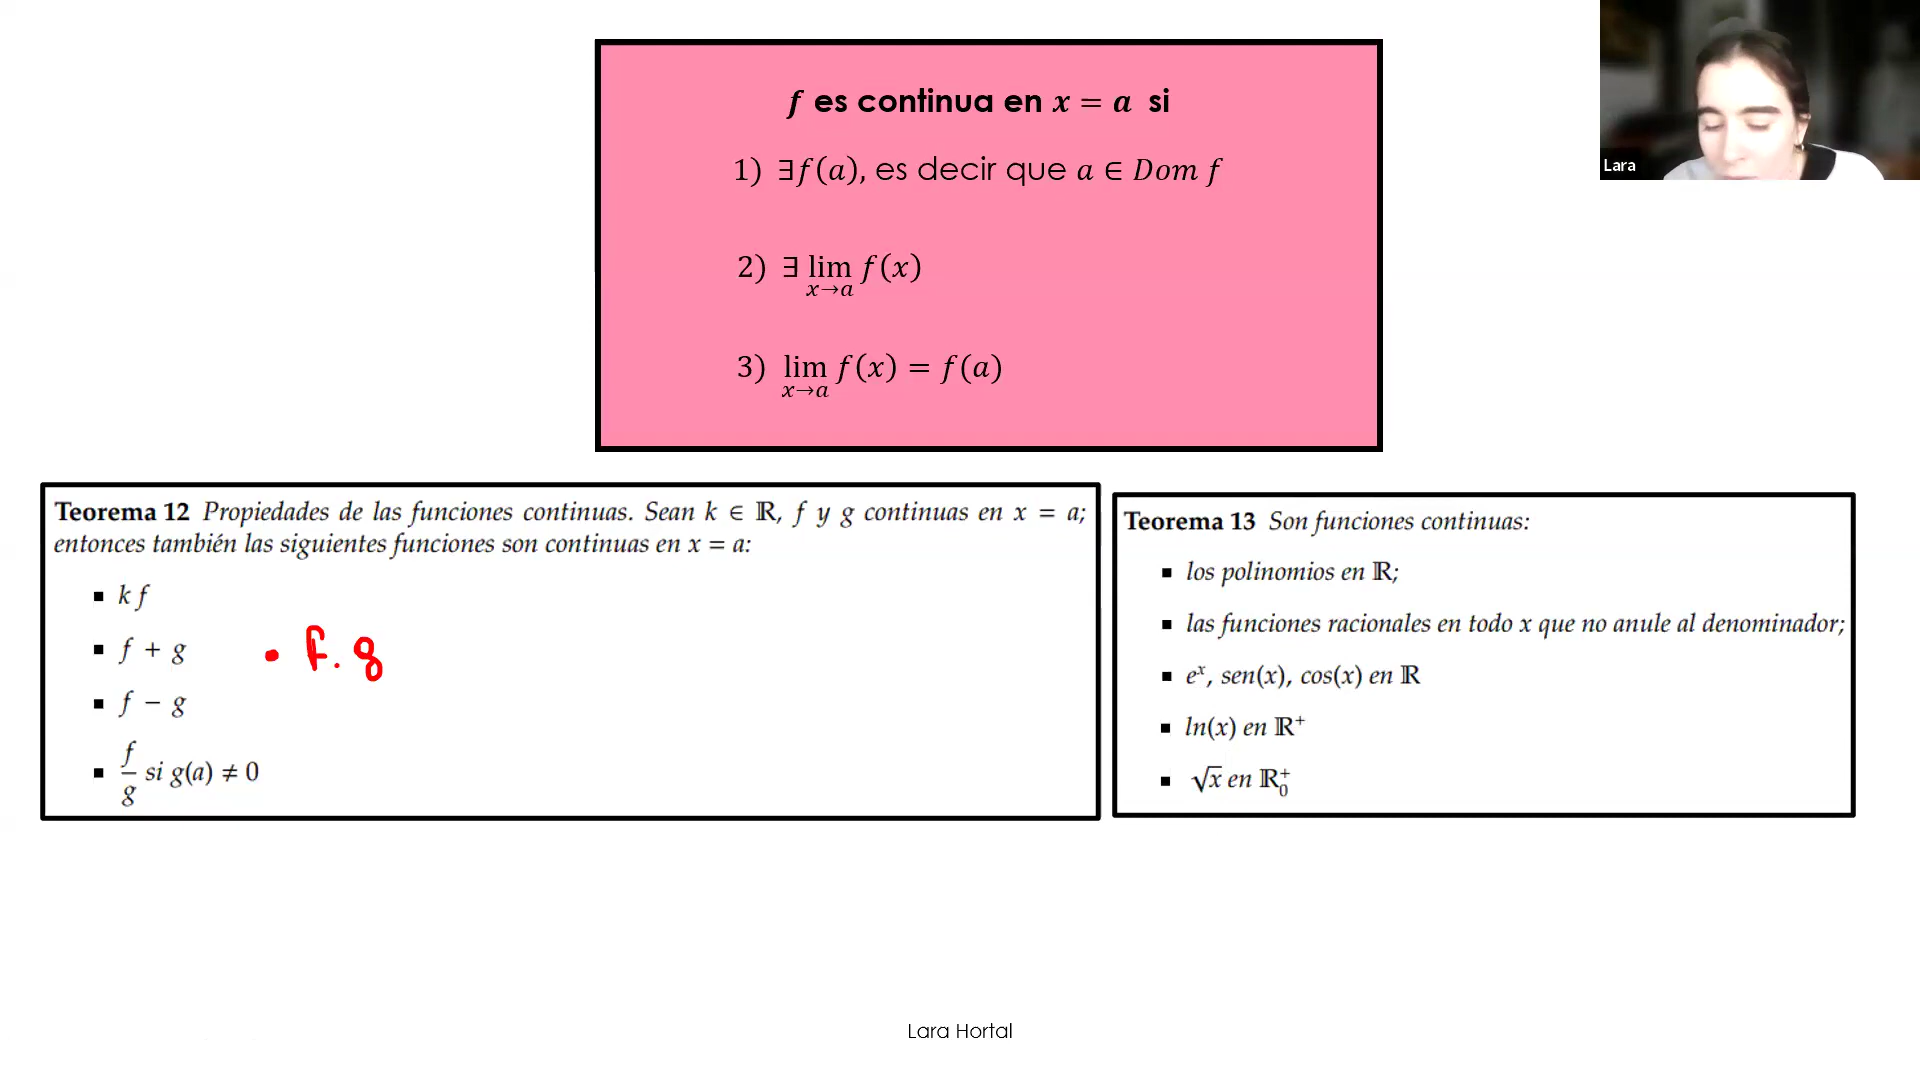 f es continua en x = a si
1) ∃f(a), es decir que a ∈ Dom f
2) ∃ lim f(x)
x→a
3) lim f(x) = f(a)
x→a
Lara
Teorema 12 Propiedades de las funciones continuas. Sean k ∈ ℝ, f y g continuas en x = a;
entonces también las siguientes funciones son continuas en x = a:
▪ k f
▪ f + g
• f. g
▪ f − g
▪ f/g si g(a) ≠ 0
Teorema 13 Son funciones continuas:
▪ los polinomios en ℝ;
▪ las funciones racionales en todo x que no anule al denominador;
▪ eˣ, sen(x), cos(x) en ℝ
▪ ln(x) en ℝ⁺
▪ √x en ℝ₀⁺
Lara Hortal